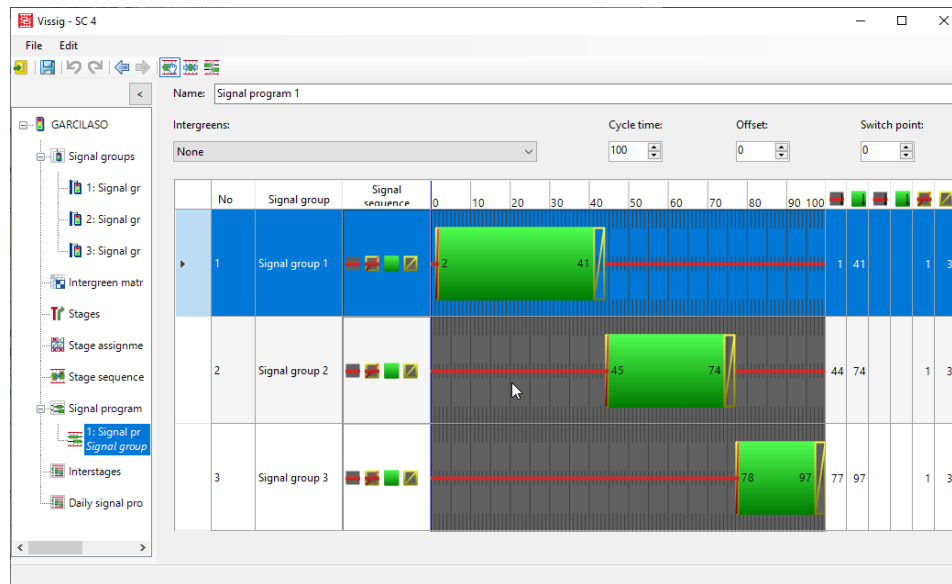 Vissig - SC 4
File Edit
<
Name: Signal program 1
GARCILASO
Signal groups
1: Signal gr
2: Signal gr
3: Signal gr
Intergreen matr
Stages
Stage assignme
Stage sequence
Signal program
1: Signal pr
Signal group
Interstages
Daily signal pro
Intergreens: Cycle time: Offset: Switch point:
None 100 0 0
No Signal group Signal sequence 0 10 20 30 40 50 60 70 80 90 100
1 Signal group 1 2 41 1 41 1 3
2 Signal group 2 45 74 44 74 1 3
3 Signal group 3 78 97 77 97 1 3